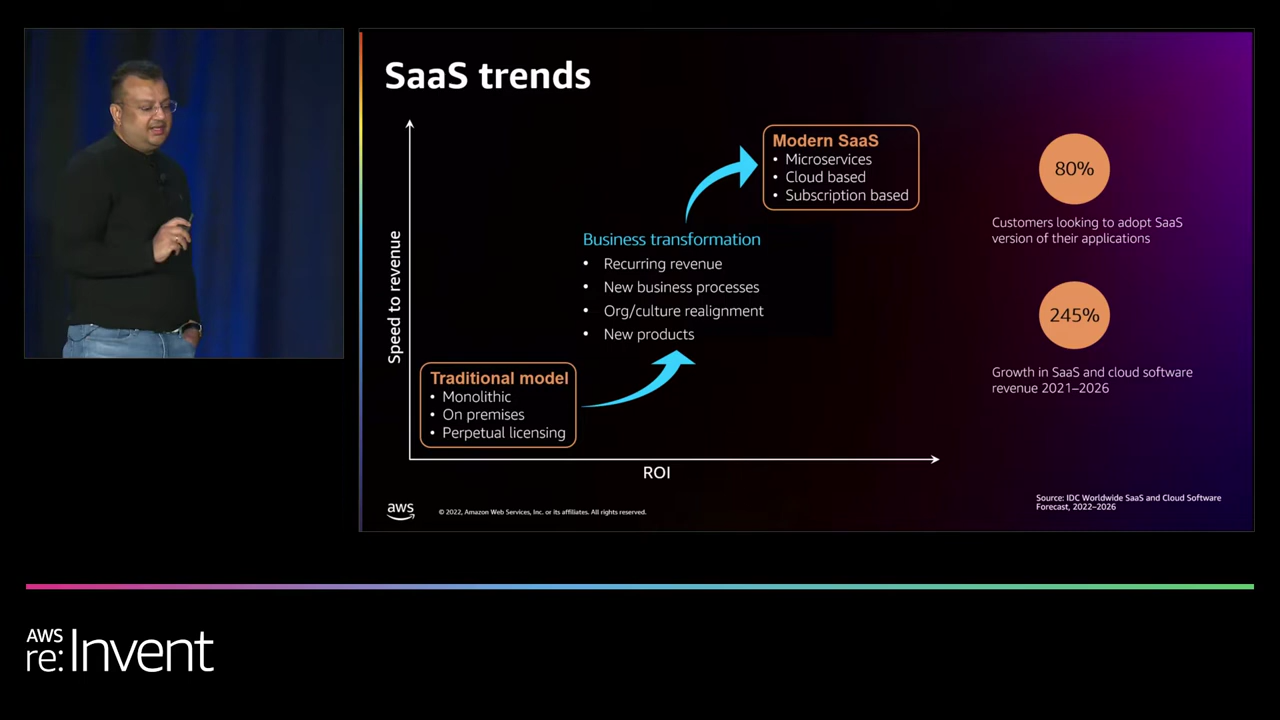 SaaS trends
Speed to revenue
Modern SaaS
• Microservices
• Cloud based
• Subscription based
Business transformation
• Recurring revenue
• New business processes
• Org/culture realignment
• New products
Traditional model
• Monolithic
• On premises
• Perpetual licensing
ROI
80%
Customers looking to adopt SaaS
version of their applications
245%
Growth in SaaS and cloud software
revenue 2021–2026
Source: IDC Worldwide SaaS and Cloud Software
Forecast, 2022–2026
aws
© 2022, Amazon Web Services, Inc. or its affiliates. All rights reserved.
AWS
re:Invent